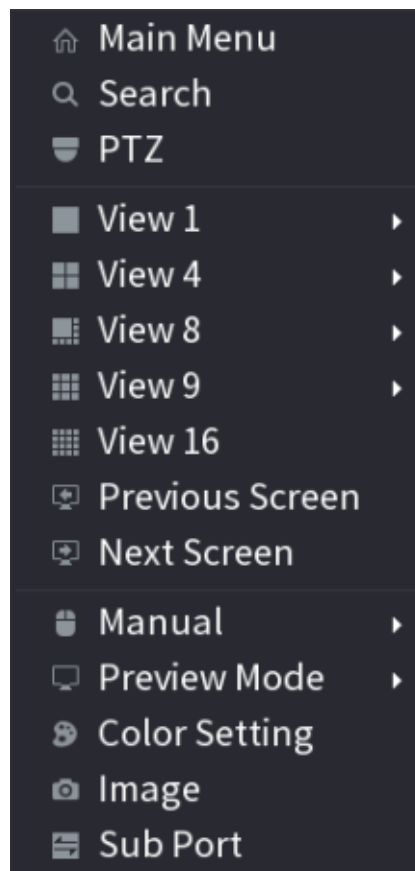 Main Menu
Search
PTZ
View 1
View 4
View 8
View 9
View 16
Previous Screen
Next Screen
Manual
Preview Mode
Color Setting
Image
Sub Port